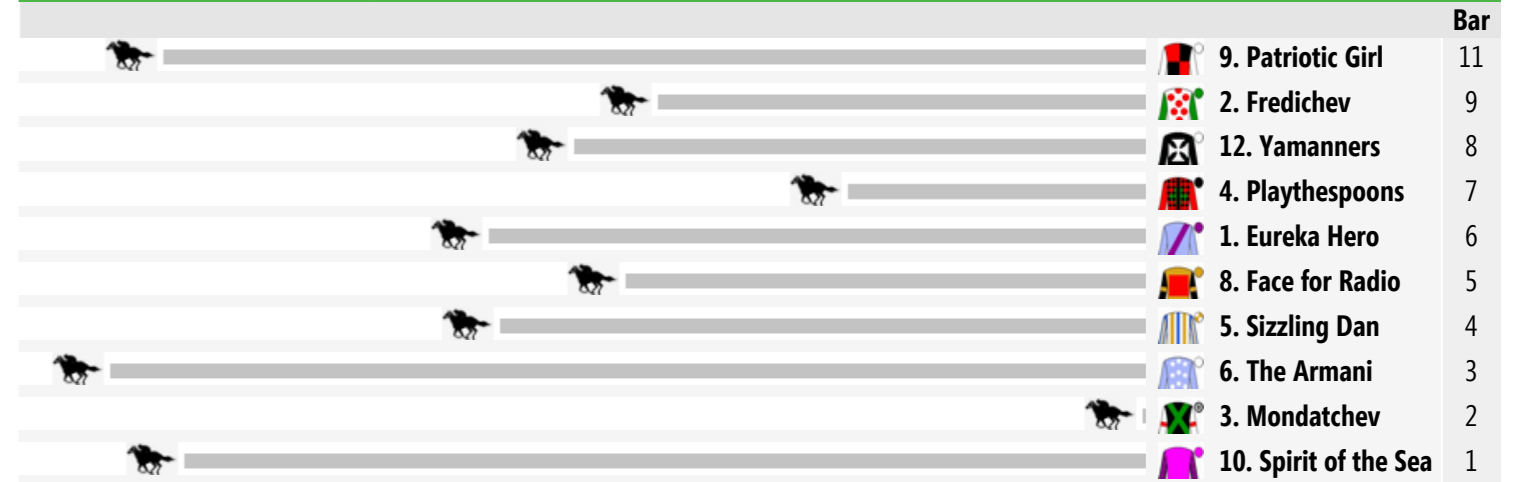 Bar
9. Patriotic Girl 11
2. Fredichev 9
12. Yamanners 8
4. Playthespoons 7
1. Eureka Hero 6
8. Face for Radio 5
5. Sizzling Dan 4
6. The Armani 3
3. Mondatchev 2
10. Spirit of the Sea 1